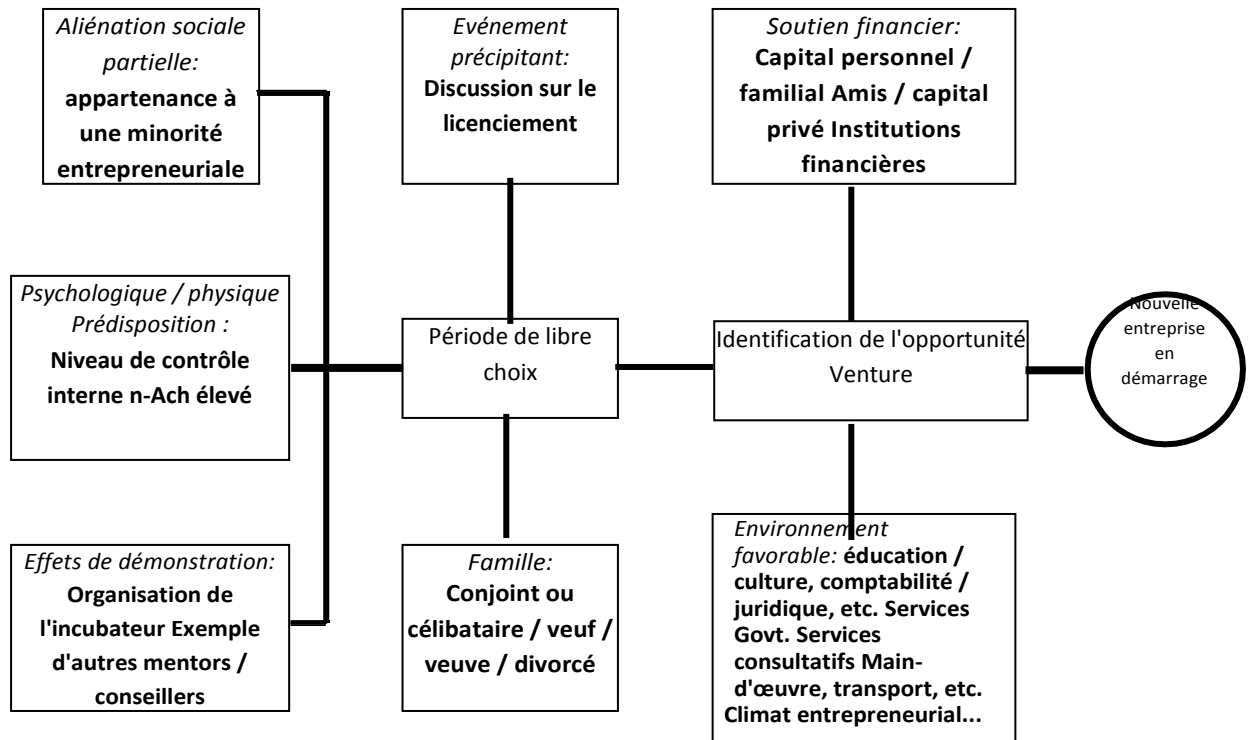 Aliénation sociale
partielle:
appartenance à
une minorité
entrepreneuriale
Evénement
précipitant:
Discussion sur le
licenciement
Soutien financier:
Capital personnel /
familial Amis / capital
privé Institutions
financières
Psychologique / physique
Prédisposition :
Niveau de contrôle
interne n-Ach élevé
Période de libre
choix
Identification de l'opportunité
Venture
Nouvelle
entreprise
en
démarrage
Effets de démonstration:
Organisation de
l'incubateur Exemple
d'autres mentors /
conseillers
Famille:
Conjoint ou
célibataire / veuf /
veuve / divorcé
Environnement
favorable: éducation /
culture, comptabilité /
juridique, etc. Services
Govt. Services
consultatifs Main-
d'œuvre, transport, etc.
Climat entrepreneurial...